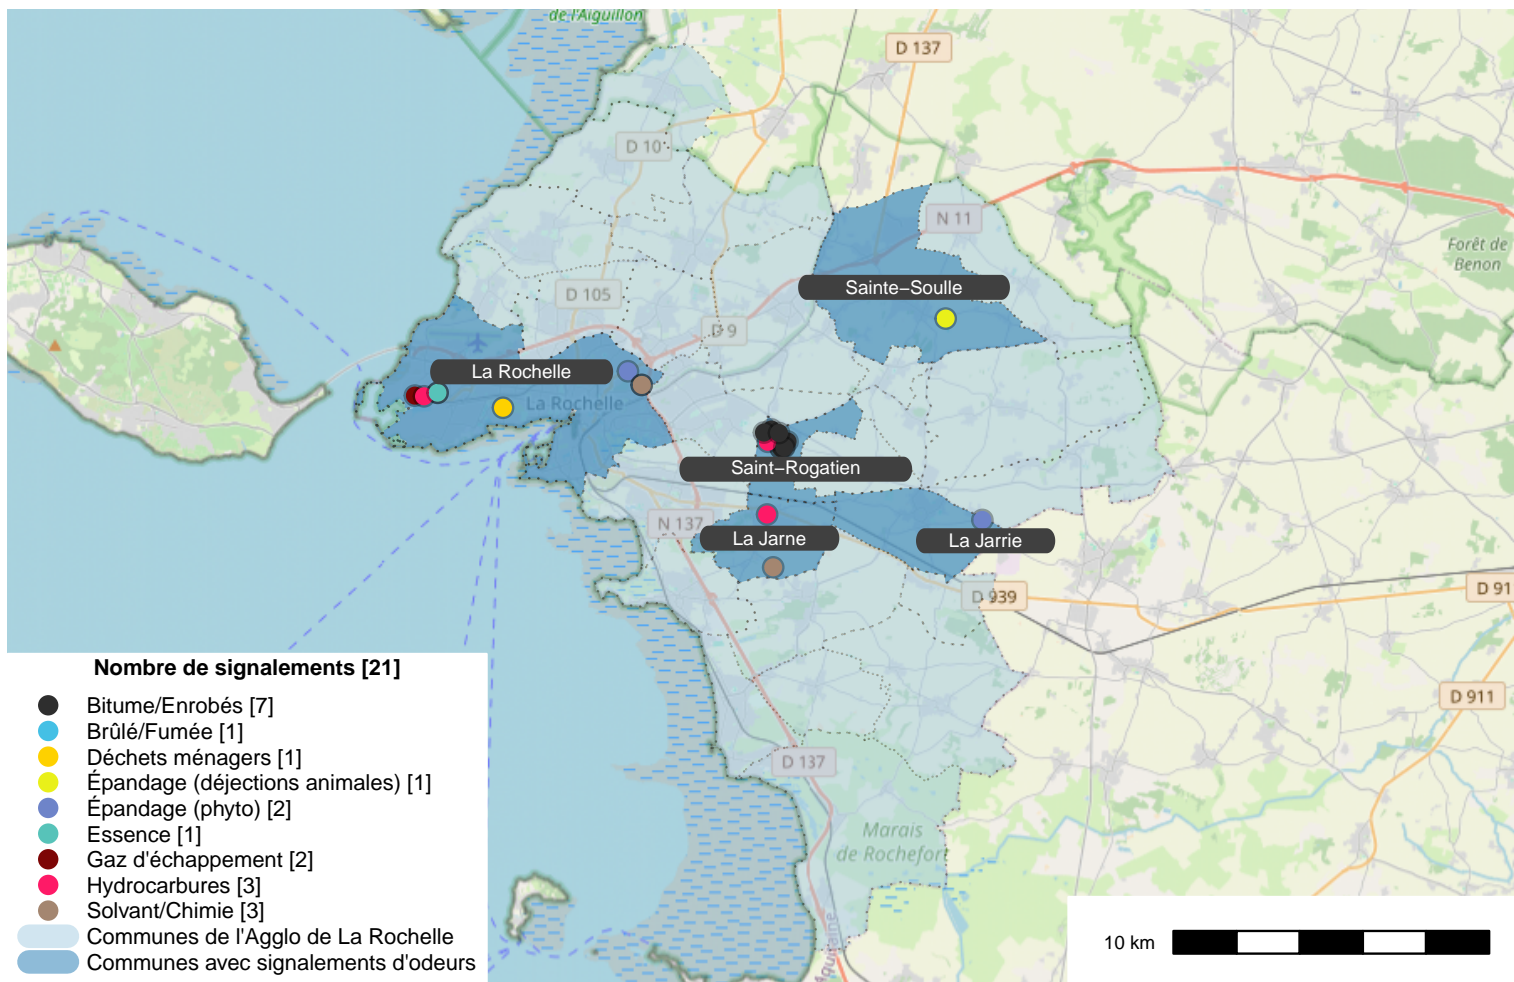 de l'Aiguillon
D 137
D 10
N 11
Forêt de
Benon
Sainte−Soulle
D 105
D 9
La Rochelle
La Rochelle
Saint−Rogatien
N 137
La Jarne
La Jarrie
D 939
D 91
D 911
D 137
Marais
de Rochefort
Aquitaine
Nombre de signalements [21]
Bitume/Enrobés [7]
Brûlé/Fumée [1]
Déchets ménagers [1]
Épandage (déjections animales) [1]
Épandage (phyto) [2]
Essence [1]
Gaz d'échappement [2]
Hydrocarbures [3]
Solvant/Chimie [3]
Communes de l'Agglo de La Rochelle
Communes avec signalements d'odeurs
10 km